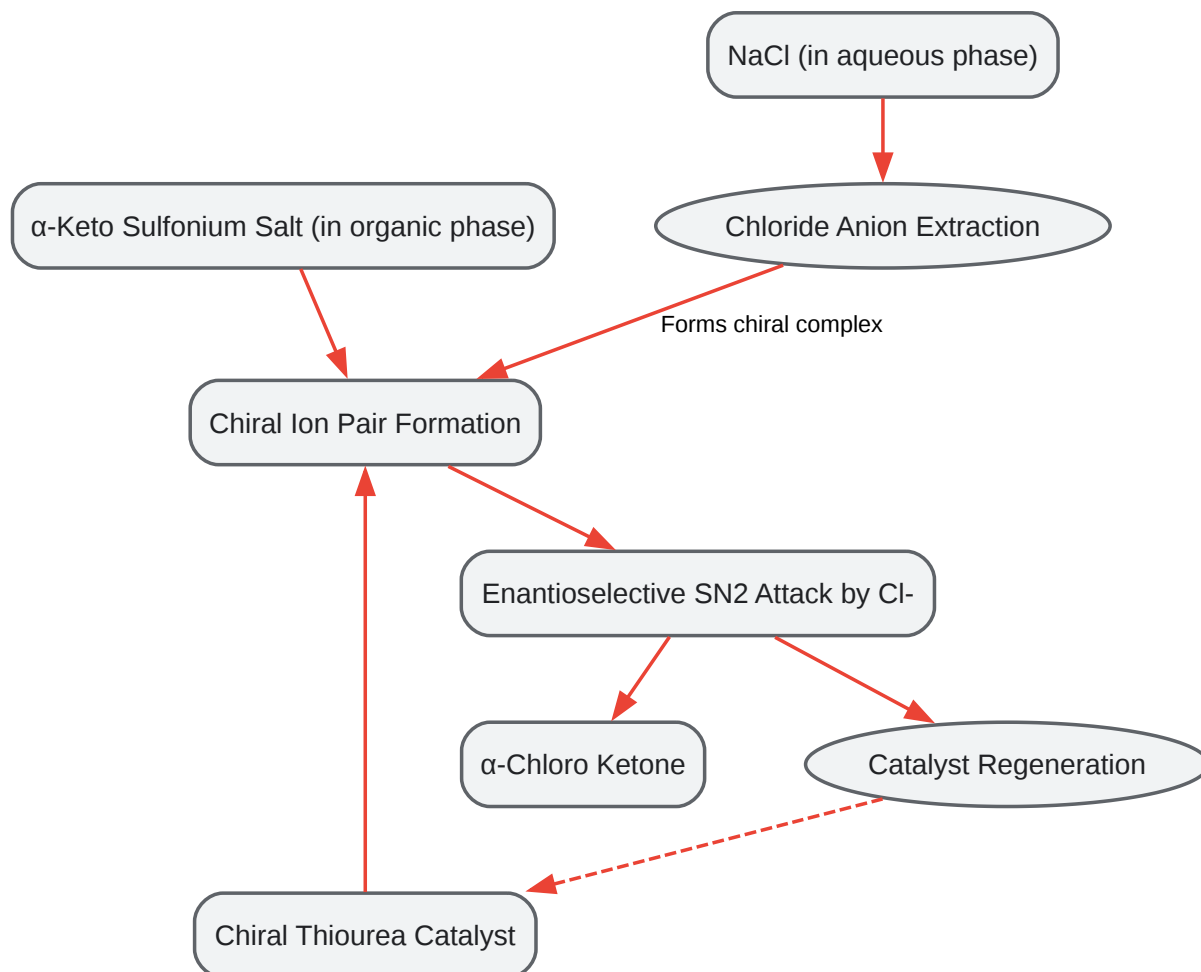 NaCl (in aqueous phase)
α-Keto Sulfonium Salt (in organic phase)
Chloride Anion Extraction
Forms chiral complex
Chiral Ion Pair Formation
Enantioselective SN2 Attack by Cl-
α-Chloro Ketone
Catalyst Regeneration
Chiral Thiourea Catalyst